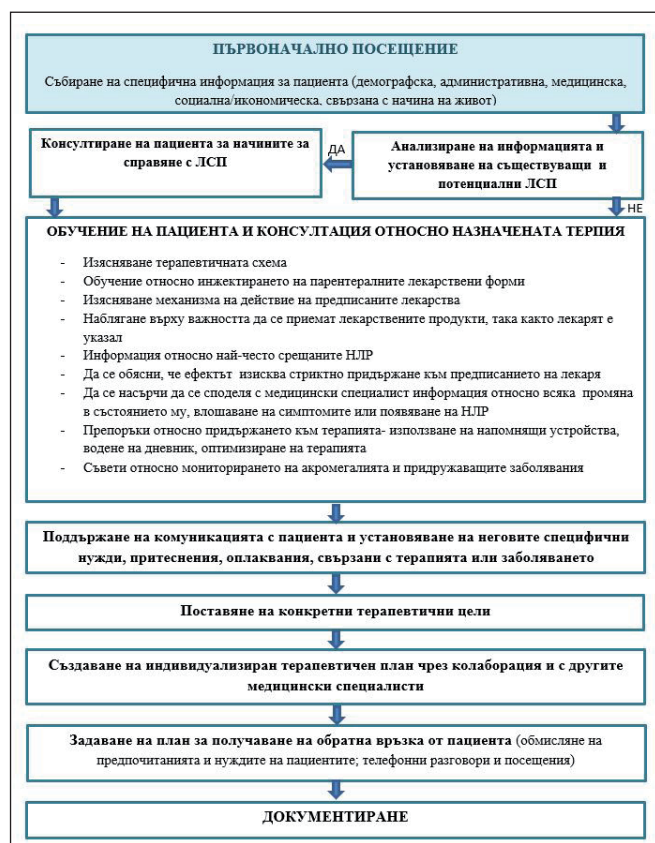 ПЪРВОНАЧАЛНО ПОСЕЩЕНИЕ
Събиране на специфична информация за пациента (демографска, административна, медицинска,
социална/икономическа. свързана с начина на живот)
Консултиране на пациента за начините за
справяне с ЛСП
ДА
Анализиране на информацията и
установяване на съществуващи и
потенциални ЛСП
НЕ
ОБУЧЕНИЕ НА ПАЦИЕНТА И КОНСУЛТАЦИЯ ОТНОСНО НАЗНАЧЕНАТА ТЕРПИЯ
- Изясняване терапевтичната схема
- Обучение относно инжектирането на парентералните лекарствени форми
- Изясняване механизма на действие на предписаните лекарства
- Наблягане върху важността да се приемат лекарствените продукти, така както лекарят е
указал
- Информация относно най-често срещаните НЛР
- Да се обясни, че ефектът изисква стриктно придържане към предписанието на лекаря
- Да се насърчи да се споделя с медицински специалист информация относно всяка промяна
в състоянието му, влошаване на симптомите или появяване на НЛР
- Препоръки относно придържането към терапията- използване на напомнящи устройства,
водене на дневник, оптимизиране на терапията
- Съвети относно мониторирането на акромегалията и придружаващите заболявания
Поддържане на комуникацията с пациента и установяване на неговите специфични
нужди, притеснения, оплаквания, свързани с терапията или заболяването
Поставяне на конкретни терапевтични цели
Създаване на индивидуализиран терапевтичен план чрез колаборация и с другите
медицински специалисти
Задаване на план за получаване на обратна връзка от пациента (обмисляне на
предпочитанията и нуждите на пациентите; телефонни разговори и посещения)
ДОКУМЕНТИРАНЕ